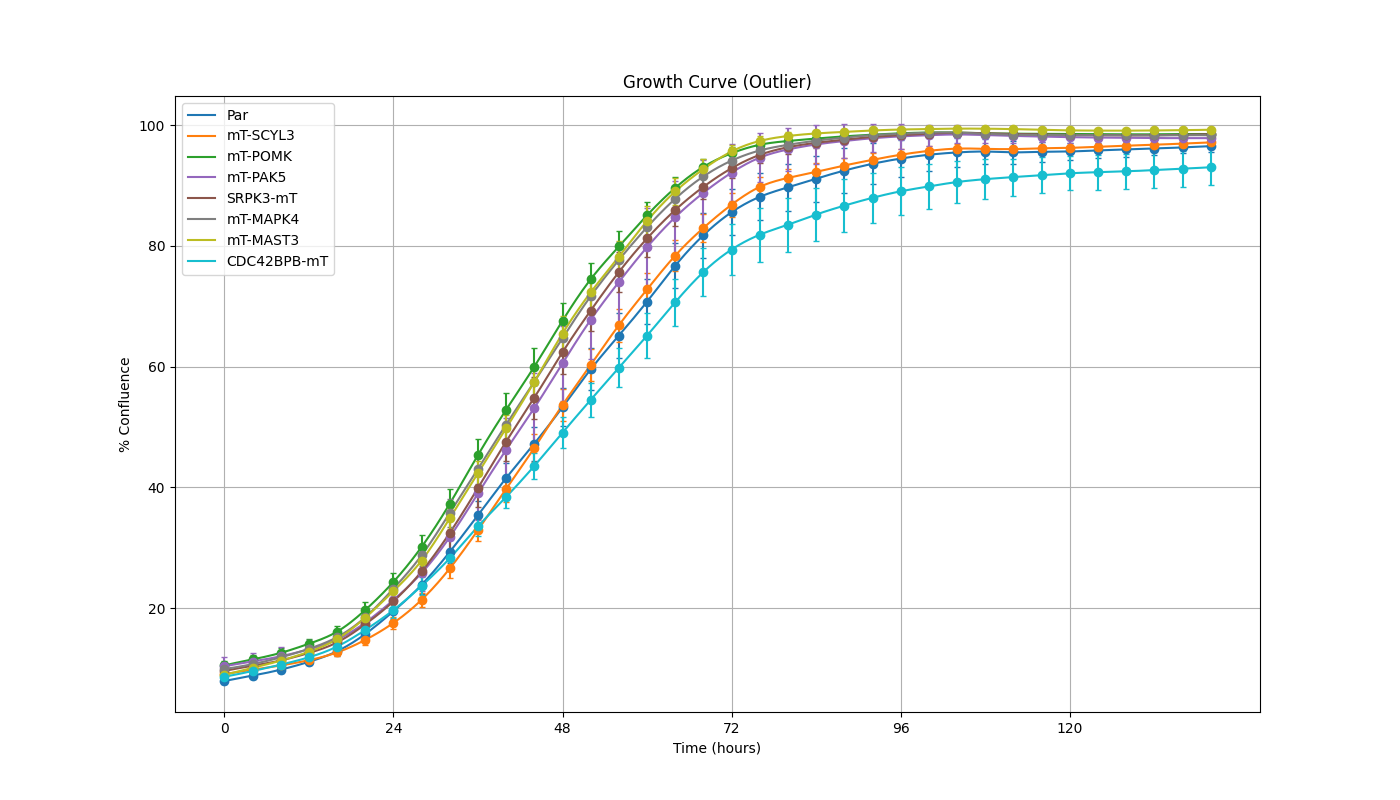 Growth Curve (Outlier)
Par
mT-SCYL3
mT-POMK
mT-PAK5
SRPK3-mT
mT-MAPK4
mT-MAST3
CDC42BPB-mT
% Confluence
100
80
60
40
20
0 24 48 72 96 120
Time (hours)